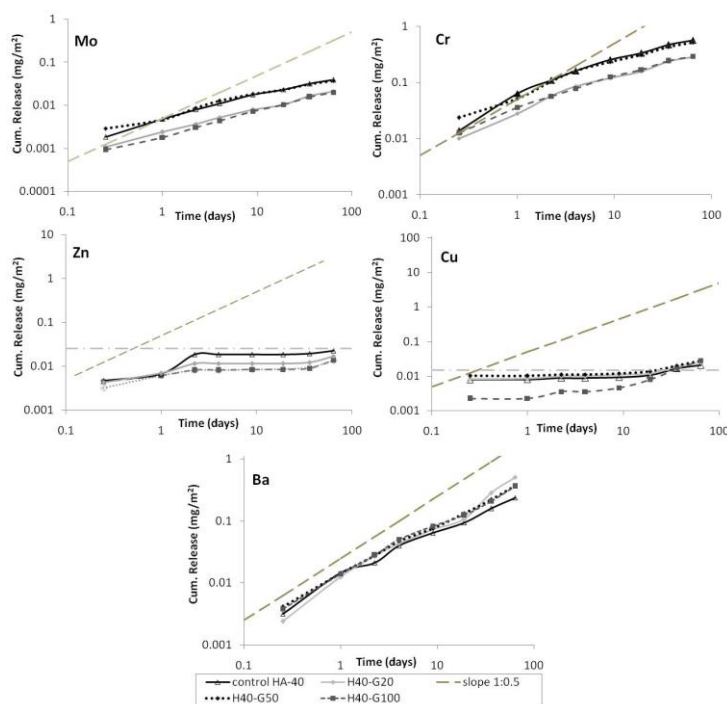 Mo
Cum. Release (mg/m²)
1
0.1
0.01
0.001
0.0001
0.1
1
10
100
Time (days)
Cr
Cum. Release (mg/m²)
1
0.1
0.01
0.001
0.1
1
10
100
Time (days)
Zn
Cum. Release (mg/m²)
10
1
0.1
0.01
0.001
0.1
1
10
100
Time (days)
Cu
Cum. Release (mg/m²)
100
10
1
0.1
0.01
0.001
0.1
1
10
100
Time (days)
Ba
Cum. Release (mg/m²)
1
0.1
0.01
0.001
0.1
1
10
100
Time (days)
control HA-40
H40-G20
slope 1:0.5
H40-G50
H40-G100